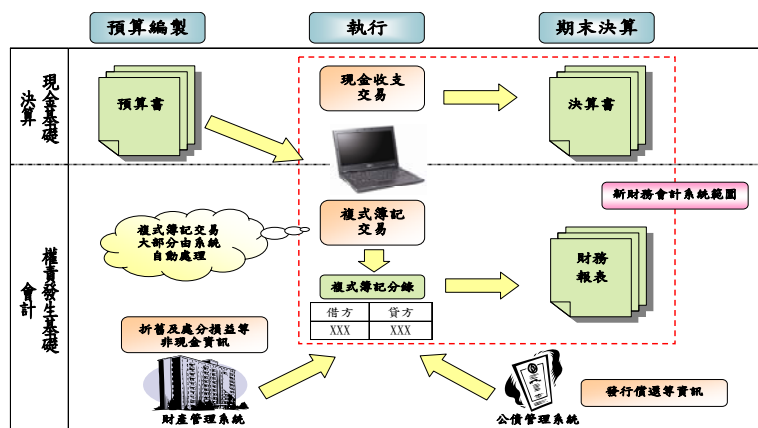 預算編製
執行
期末決算
現金基礎
決算
預算書
現金收支
交易
決算書
新財務會計系統範圍
權責發生基礎
會計
複式簿記交易
大部分由系統
自動處理
複式簿記
交易
複式簿記分錄
借方 貸方
XXX XXX
財務
報表
折舊及處分損益等
非現金資訊
財產管理系統
公債管理系統
發行償還等資訊